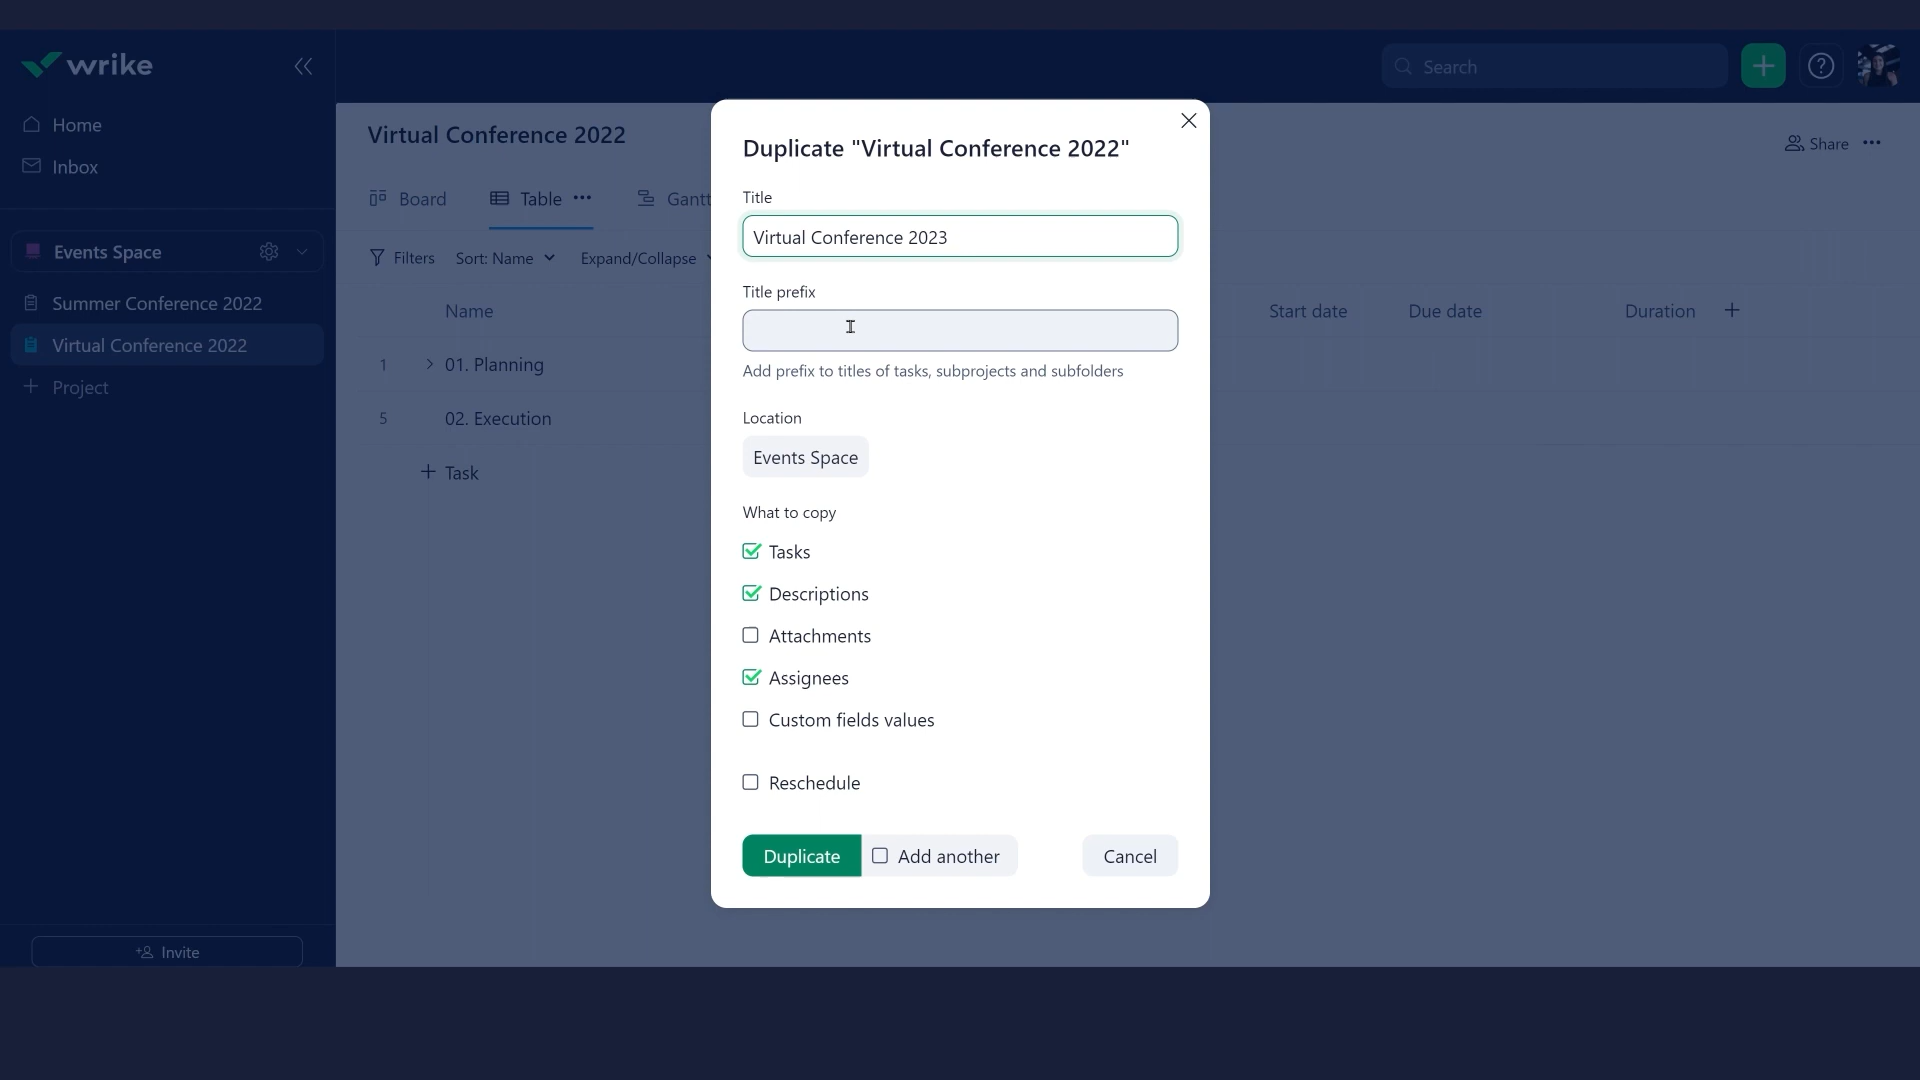 wrike
Search
Home
Inbox
Events Space
Summer Conference 2022
Virtual Conference 2022
Project
Invite
Virtual Conference 2022
Share
Board
Table
Gantt
Filters
Sort: Name
Expand/Collapse
Name
Start date
Due date
Duration
1
01. Planning
5
02. Execution
Task
Duplicate "Virtual Conference 2022"
Title
Virtual Conference 2023
Title prefix
Add prefix to titles of tasks, subprojects and subfolders
Location
Events Space
What to copy
Tasks
Descriptions
Attachments
Assignees
Custom fields values
Reschedule
Duplicate
Add another
Cancel